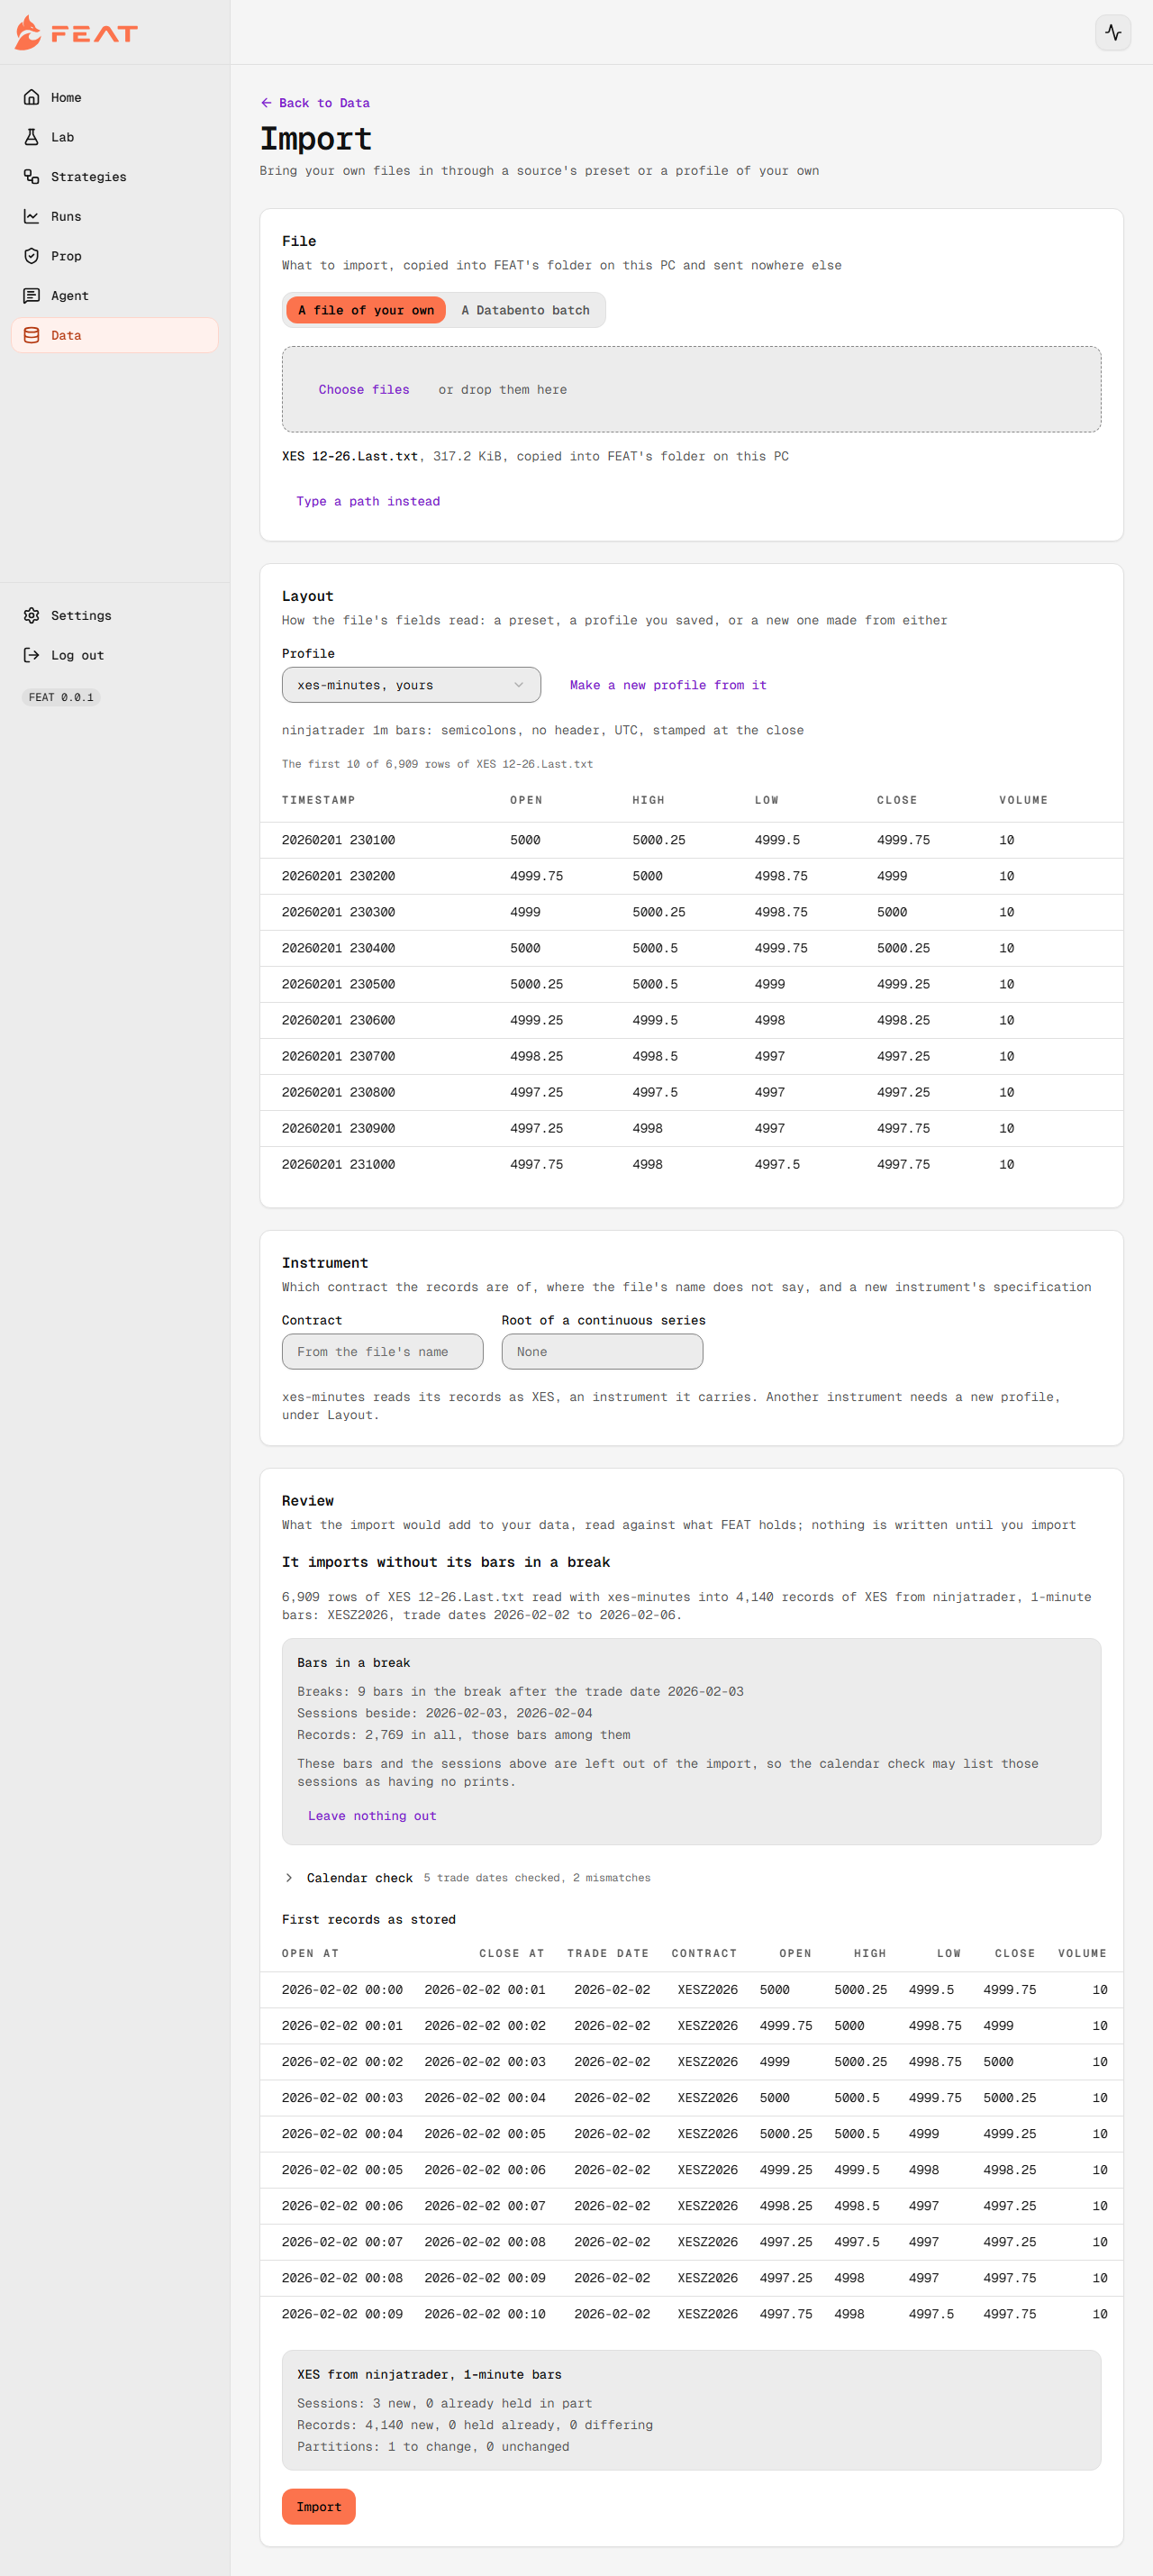 FEAT
Home
Lab
Strategies
Runs
Prop
Agent
Data
Settings
Log out
FEAT 0.0.1
Back to Data
Import
Bring your own files in through a source's preset or a profile of your own
File
What to import, copied into FEAT's folder on this PC and sent nowhere else
A file of your own A Databento batch
Choose files or drop them here
XES 12-26.Last.txt, 317.2 KiB, copied into FEAT's folder on this PC
Type a path instead
Layout
How the file's fields read: a preset, a profile you saved, or a new one made from either
Profile
xes-minutes, yours Make a new profile from it
ninjatrader 1m bars: semicolons, no header, UTC, stamped at the close
The first 10 of 6,909 rows of XES 12-26.Last.txt
TIMESTAMP OPEN HIGH LOW CLOSE VOLUME
20260201 230100 5000 5000.25 4999.5 4999.75 10
20260201 230200 4999.75 5000 4998.75 4999 10
20260201 230300 4999 5000.25 4998.75 5000 10
20260201 230400 5000 5000.5 4999.75 5000.25 10
20260201 230500 5000.25 5000.5 4999 4999.25 10
20260201 230600 4999.25 4999.5 4998 4998.25 10
20260201 230700 4998.25 4998.5 4997 4997.25 10
20260201 230800 4997.25 4997.5 4997 4997.25 10
20260201 230900 4997.25 4998 4997 4997.75 10
20260201 231000 4997.75 4998 4997.5 4997.75 10
Instrument
Which contract the records are of, where the file's name does not say, and a new instrument's specification
Contract Root of a continuous series
From the file's name None
xes-minutes reads its records as XES, an instrument it carries. Another instrument needs a new profile,
under Layout.
Review
What the import would add to your data, read against what FEAT holds; nothing is written until you import
It imports without its bars in a break
6,909 rows of XES 12-26.Last.txt read with xes-minutes into 4,140 records of XES from ninjatrader, 1-minute
bars: XESZ2026, trade dates 2026-02-02 to 2026-02-06.
Bars in a break
Breaks: 9 bars in the break after the trade date 2026-02-03
Sessions beside: 2026-02-03, 2026-02-04
Records: 2,769 in all, those bars among them
These bars and the sessions above are left out of the import, so the calendar check may list those
sessions as having no prints.
Leave nothing out
Calendar check 5 trade dates checked, 2 mismatches
First records as stored
OPEN AT CLOSE AT TRADE DATE CONTRACT OPEN HIGH LOW CLOSE VOLUME
2026-02-02 00:00 2026-02-02 00:01 2026-02-02 XESZ2026 5000 5000.25 4999.5 4999.75 10
2026-02-02 00:01 2026-02-02 00:02 2026-02-02 XESZ2026 4999.75 5000 4998.75 4999 10
2026-02-02 00:02 2026-02-02 00:03 2026-02-02 XESZ2026 4999 5000.25 4998.75 5000 10
2026-02-02 00:03 2026-02-02 00:04 2026-02-02 XESZ2026 5000 5000.5 4999.75 5000.25 10
2026-02-02 00:04 2026-02-02 00:05 2026-02-02 XESZ2026 5000.25 5000.5 4999 4999.25 10
2026-02-02 00:05 2026-02-02 00:06 2026-02-02 XESZ2026 4999.25 4999.5 4998 4998.25 10
2026-02-02 00:06 2026-02-02 00:07 2026-02-02 XESZ2026 4998.25 4998.5 4997 4997.25 10
2026-02-02 00:07 2026-02-02 00:08 2026-02-02 XESZ2026 4997.25 4997.5 4997 4997.25 10
2026-02-02 00:08 2026-02-02 00:09 2026-02-02 XESZ2026 4997.25 4998 4997 4997.75 10
2026-02-02 00:09 2026-02-02 00:10 2026-02-02 XESZ2026 4997.75 4998 4997.5 4997.75 10
XES from ninjatrader, 1-minute bars
Sessions: 3 new, 0 already held in part
Records: 4,140 new, 0 held already, 0 differing
Partitions: 1 to change, 0 unchanged
Import